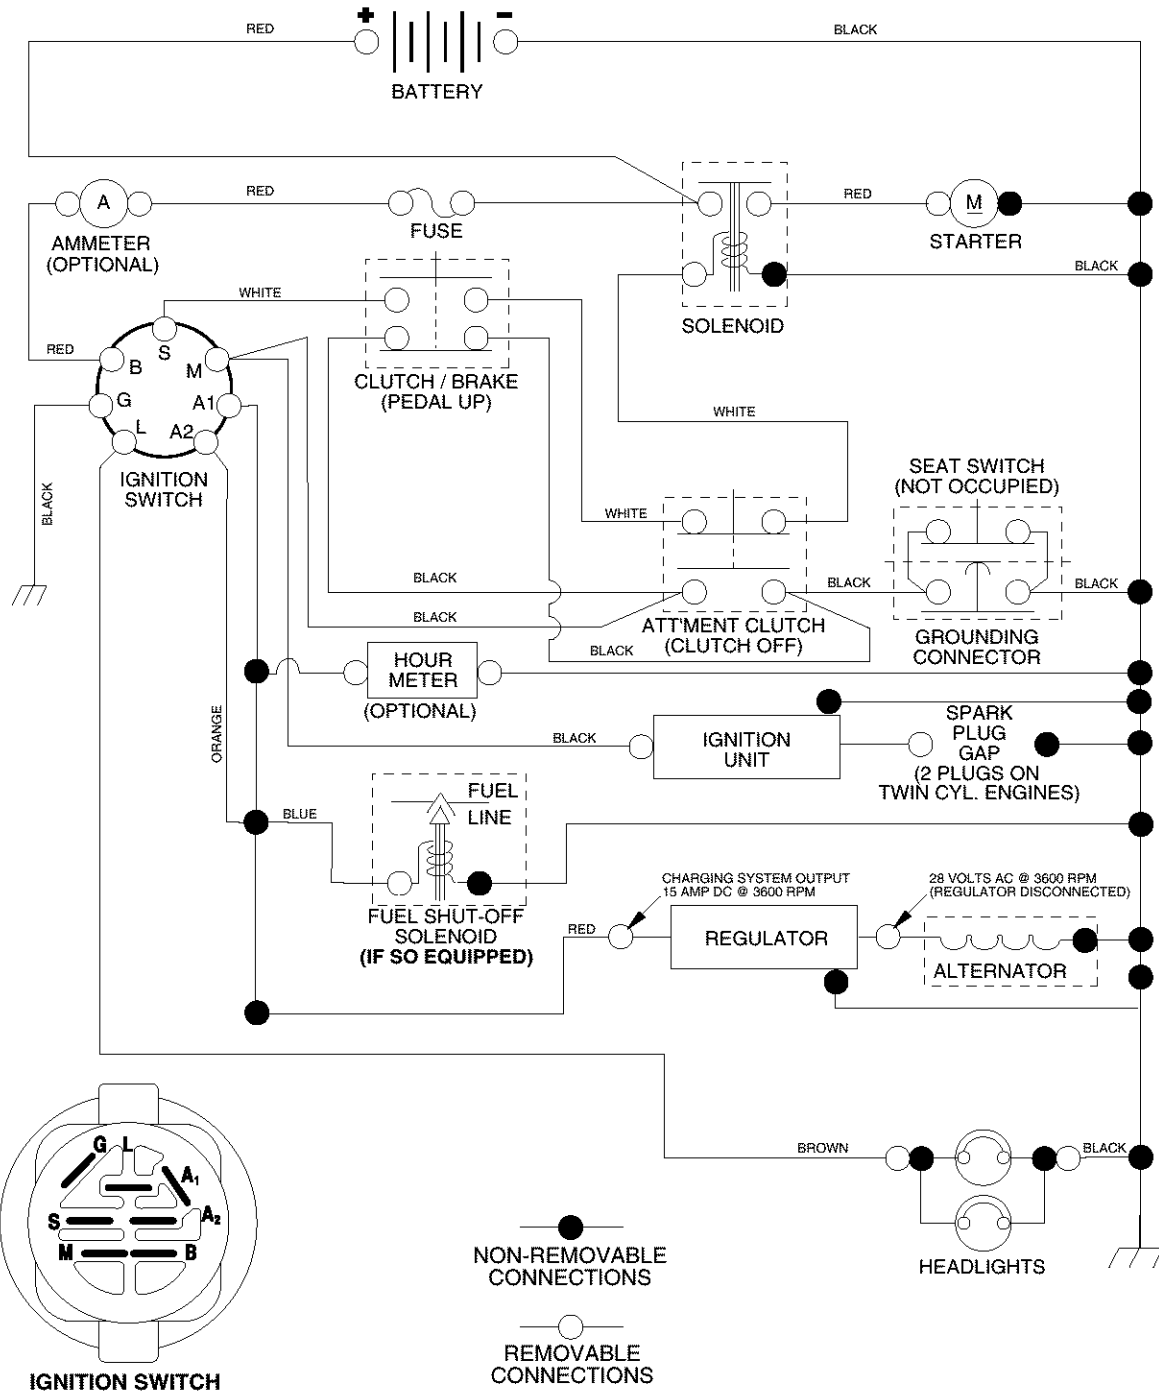 + -
RED
BLACK
BATTERY
A
RED
RED
M
FUSE
AMMETER
(OPTIONAL)
STARTER
BLACK
WHITE
SOLENOID
RED
S
B
M
G
A1
L
A2
CLUTCH / BRAKE
(PEDAL UP)
WHITE
IGNITION
SWITCH
BLACK
SEAT SWITCH
(NOT OCCUPIED)
WHITE
BLACK
BLACK
BLACK
BLACK
ATT'MENT CLUTCH
(CLUTCH OFF)
GROUNDING
CONNECTOR
BLACK
HOUR
METER
(OPTIONAL)
ORANGE
BLACK
IGNITION
UNIT
SPARK
PLUG
GAP
(2 PLUGS ON
TWIN CYL. ENGINES)
FUEL
LINE
BLUE
FUEL SHUT-OFF
SOLENOID
(IF SO EQUIPPED)
CHARGING SYSTEM OUTPUT
15 AMP DC @ 3600 RPM
28 VOLTS AC @ 3600 RPM
(REGULATOR DISCONNECTED)
RED
REGULATOR
ALTERNATOR
BROWN
BLACK
HEADLIGHTS
G L
A1
A2
S
M B
IGNITION SWITCH
NON-REMOVABLE
CONNECTIONS
REMOVABLE
CONNECTIONS